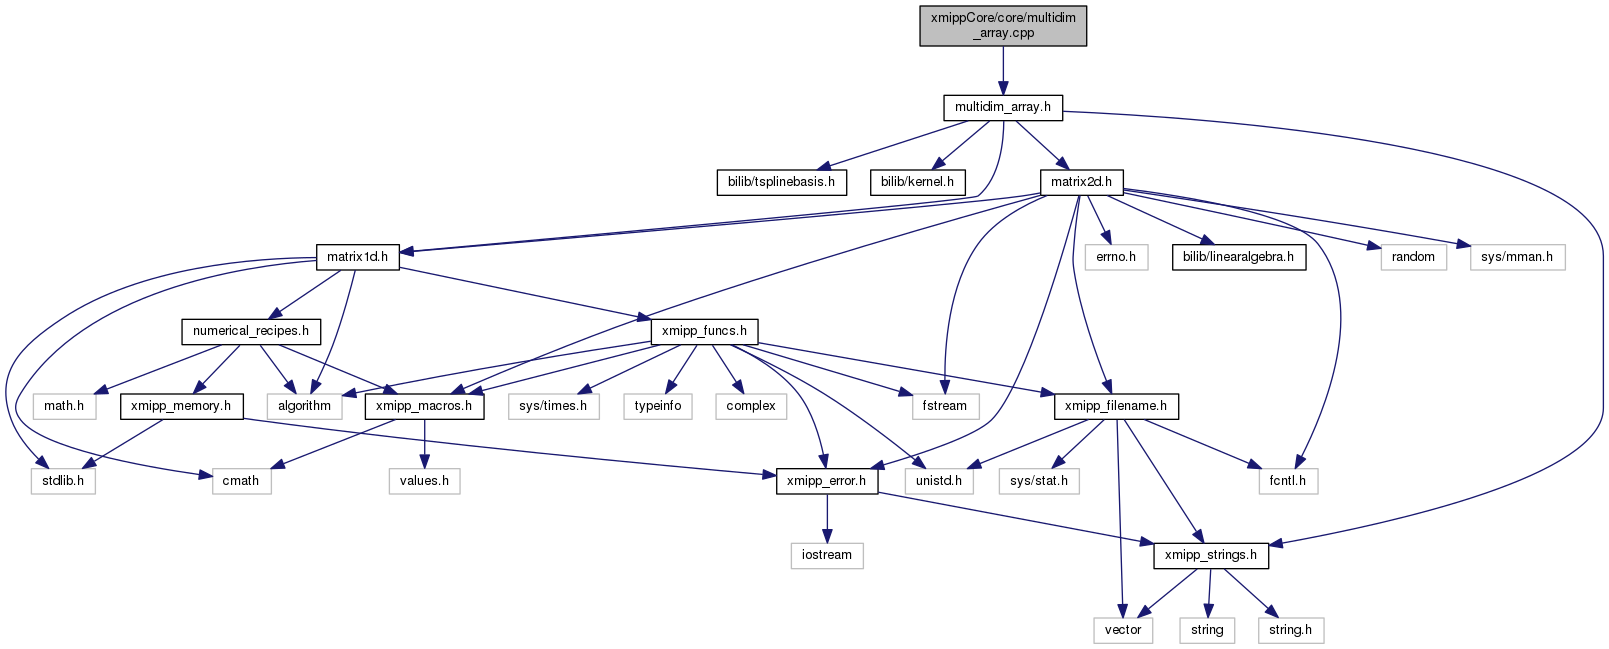 xmippCore/core/multidim
_array.cpp
multidim_array.h
bilib/tsplinebasis.h
bilib/kernel.h
matrix2d.h
matrix1d.h
errno.h
bilib/linearalgebra.h
random
sys/mman.h
numerical_recipes.h
xmipp_funcs.h
math.h
xmipp_memory.h
algorithm
xmipp_macros.h
sys/times.h
typeinfo
complex
fstream
xmipp_filename.h
stdlib.h
cmath
values.h
xmipp_error.h
unistd.h
sys/stat.h
fcntl.h
iostream
xmipp_strings.h
vector
string
string.h